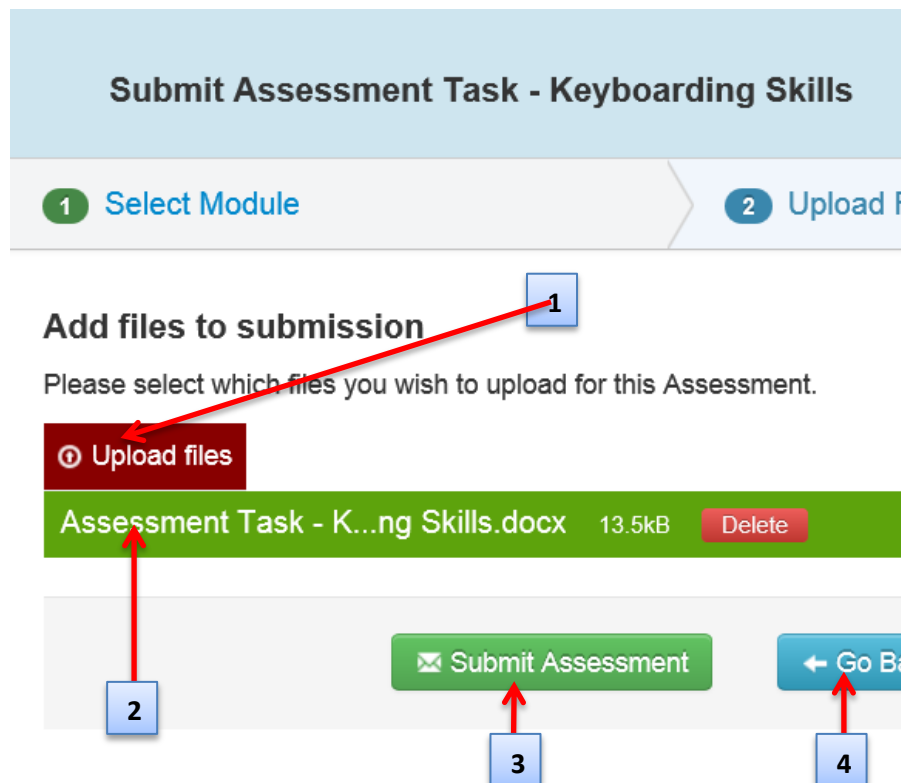 Submit Assessment Task - Keyboarding Skills
1 Select Module 2 Upload F
1
Add files to submission
Please select which files you wish to upload for this Assessment.
Upload files
Assessment Task - K...ng Skills.docx 13.5kB Delete
Submit Assessment Go Ba
2
3 4